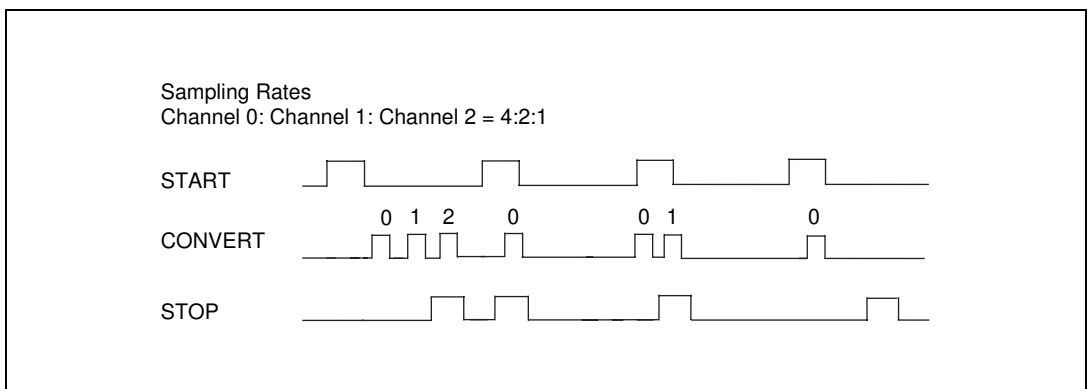 Sampling Rates
Channel 0: Channel 1: Channel 2 = 4:2:1
START
0 1 2 0 0 1 0
CONVERT
STOP